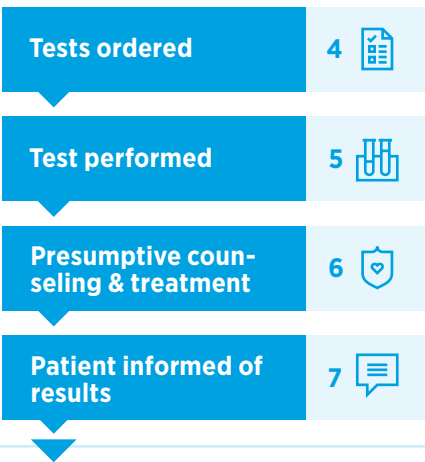 Tests ordered 4
Test performed 5
Presumptive coun-
seling & treatment 6
Patient informed of
results 7